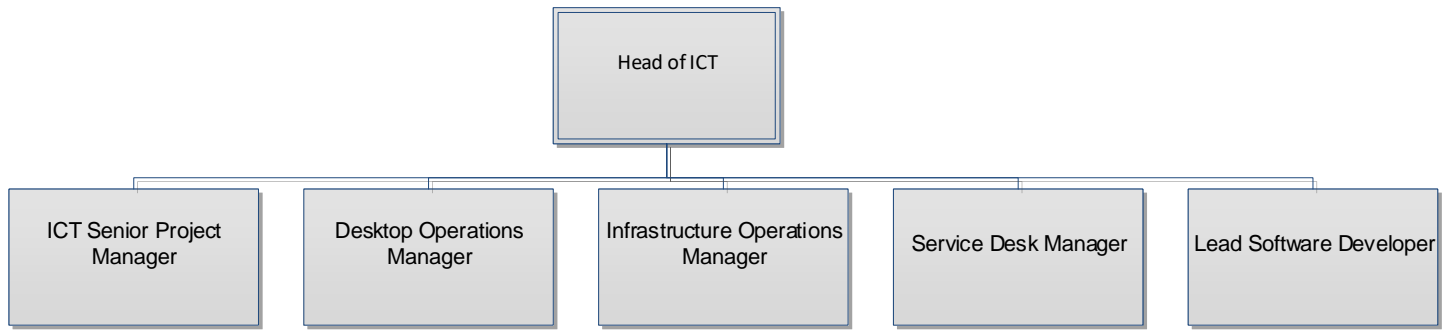 Head of ICT
ICT Senior Project
Manager
Desktop Operations
Manager
Infrastructure Operations
Manager
Service Desk Manager
Lead Software Developer